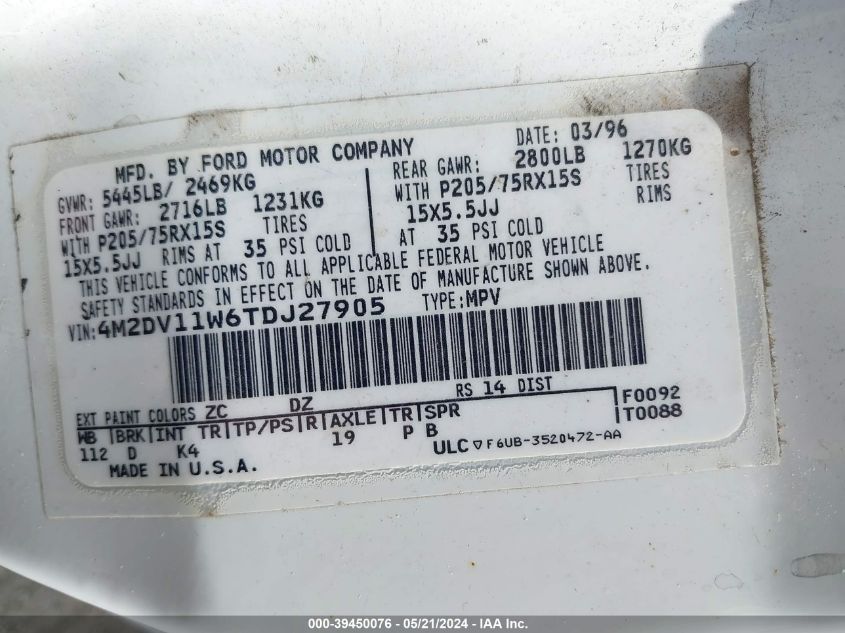 MFD. BY FORD MOTOR COMPANY
DATE: 03/96
GVWR: 5445LB/ 2469KG
FRONT GAWR: 2716LB 1231KG
WITH P205/75RX15S TIRES
15X5.5JJ RIMS AT 35 PSI COLD
REAR GAWR: 2800LB 1270KG
WITH P205/75RX15S TIRES
15X5.5JJ RIMS
AT 35 PSI COLD
THIS VEHICLE CONFORMS TO ALL APPLICABLE FEDERAL MOTOR VEHICLE
SAFETY STANDARDS IN EFFECT ON THE DATE OF MANUFACTURE SHOWN ABOVE.
VIN: 4M2DV11W6TDJ27905 TYPE: MPV
RS 14 DIST
EXT PAINT COLORS ZC DZ F0092
WB BRK INT TR TP/PS R AXLE TR SPR T0088
112 D K4 19 P B
MADE IN U.S.A. ULC F6UB-3520472-AA
000-39450076 - 05/21/2024 - IAA Inc.